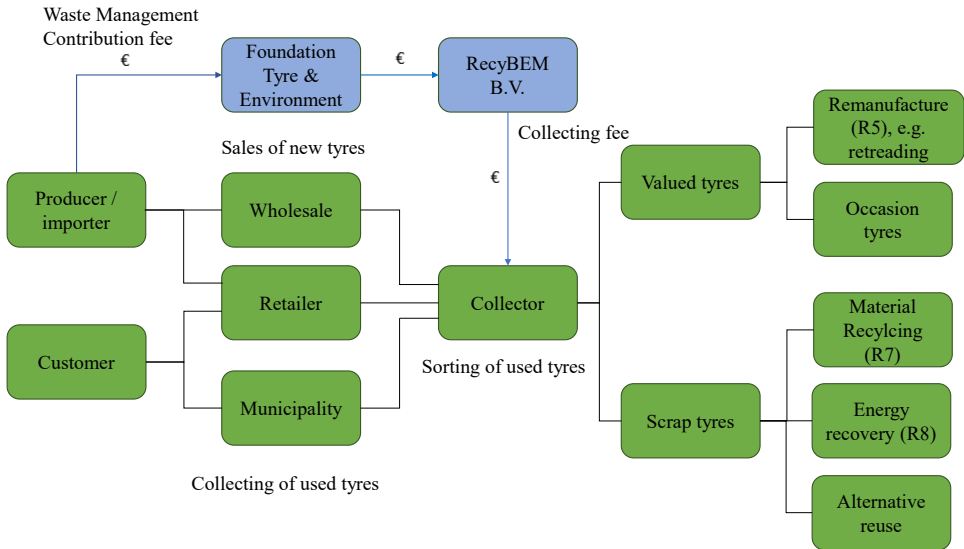 Waste Management
Contribution fee
€
Foundation
Tyre &
Environment
€
RecyBEM
B.V.
Collecting fee
€
Sales of new tyres
Producer /
importer
Wholesale
Retailer
Customer
Municipality
Collecting of used tyres
Collector
Sorting of used tyres
Valued tyres
Remanufacture
(R5), e.g.
retreading
Occasion
tyres
Scrap tyres
Material
Recylcing
(R7)
Energy
recovery (R8)
Alternative
reuse